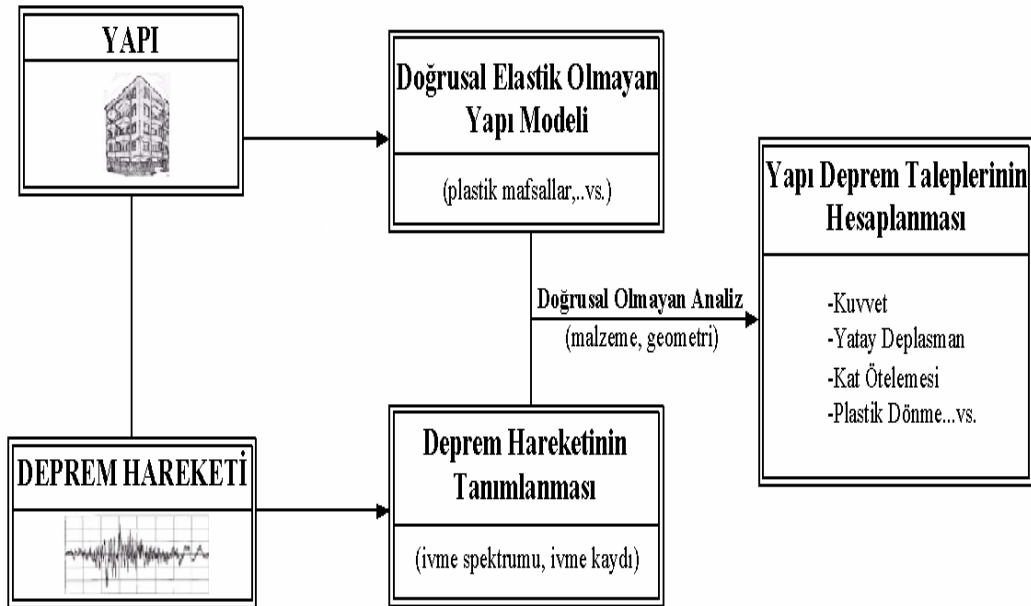 YAPI
Doğrusal Elastik Olmayan
Yapı Modeli
(plastik mafsallar,..vs.)
Yapı Deprem Taleplerinin
Hesaplanması
-Kuvvet
-Yatay Deplasman
-Kat Ötelemesi
-Plastik Dönme...vs.
Doğrusal Olmayan Analiz
(malzeme, geometri)
DEPREM HAREKETİ
Deprem Hareketinin
Tanımlanması
(ivme spektrumu, ivme kaydı)